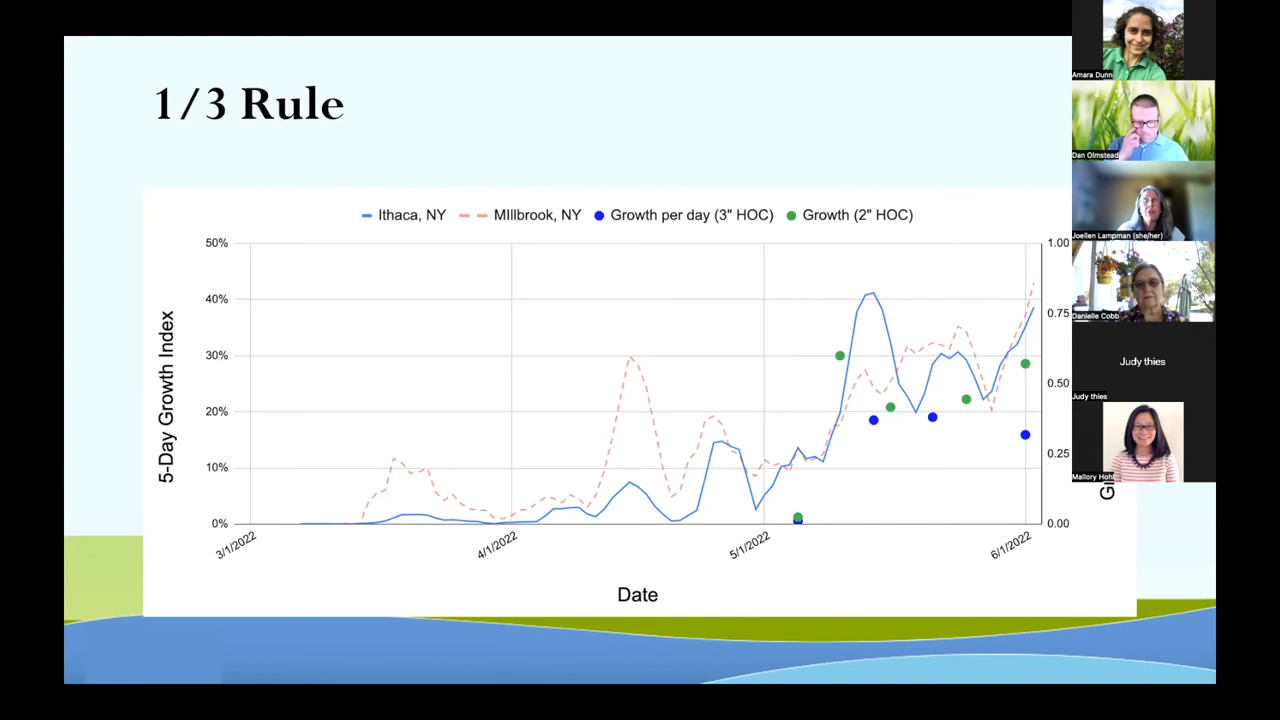 1/3 Rule
Ithaca, NY
MIllbrook, NY
Growth per day (3" HOC)
Growth (2" HOC)
50%
40%
30%
20%
10%
0%
1.00
0.75
0.50
0.25
0.00
5-Day Growth Index
3/1/2022
4/1/2022
5/1/2022
6/1/2022
Date
Amara Dunn
Dan Olmstead
Joellen Lampman (she/her)
Danielle Cobb
Judy thies
Judy thies